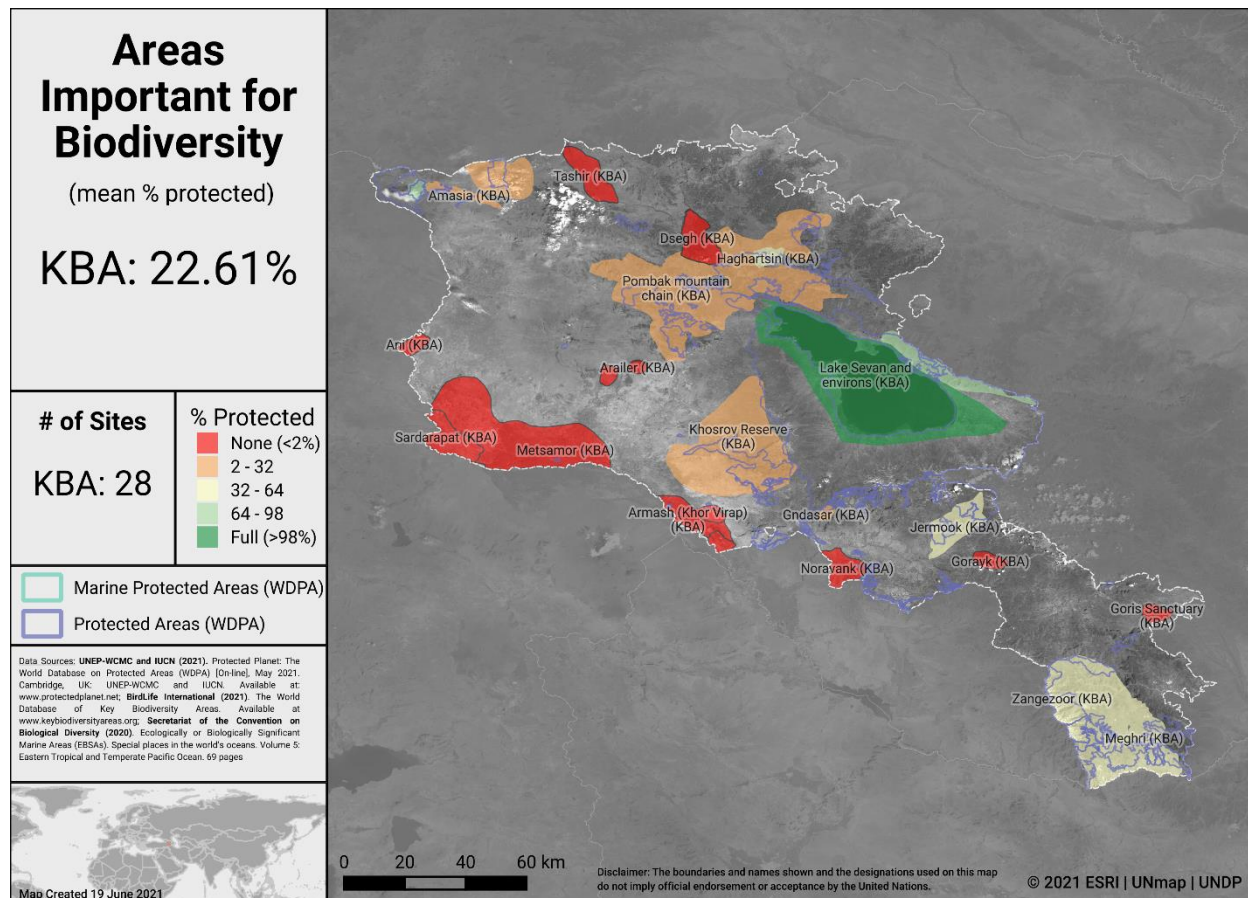 Areas
Important for
Biodiversity
(mean % protected)
KBA: 22.61%
# of Sites
KBA: 28
% Protected
None (<2%)
2 - 32
32 - 64
64 - 98
Full (>98%)
Marine Protected Areas (WDPA)
Protected Areas (WDPA)
Data Sources: UNEP-WCMC and IUCN (2021). Protected Planet: The
World Database on Protected Areas (WDPA) [On-line], May 2021.
Cambridge, UK: UNEP-WCMC and IUCN. Available at:
www.protectedplanet.net; BirdLife International (2021). The World
Database of Key Biodiversity Areas. Available at
www.keybiodiversityareas.org; Secretariat of the Convention on
Biological Diversity (2020). Ecologically or Biologically Significant
Marine Areas (EBSAs). Special places in the world's oceans. Volume 5:
Eastern Tropical and Temperate Pacific Ocean. 69 pages
Map Created 19 June 2021
Tashir (KBA)
Amasia (KBA)
Dsegh (KBA)
Haghartsin (KBA)
Pombak mountain
chain (KBA)
Ani (KBA)
Arailer (KBA)
Lake Sevan and
environs (KBA)
Khosrov Reserve
(KBA)
Sardarapat (KBA)
Metsamor (KBA)
Armash (Khor Virap)
(KBA)
Gndasar (KBA)
Jermook (KBA)
Noravank (KBA)
Gorayk (KBA)
Goris Sanctuary
(KBA)
Zangezoor (KBA)
Meghri (KBA)
0 20 40 60 km
Disclaimer: The boundaries and names shown and the designations used on this map
do not imply official endorsement or acceptance by the United Nations.
© 2021 ESRI | UNmap | UNDP